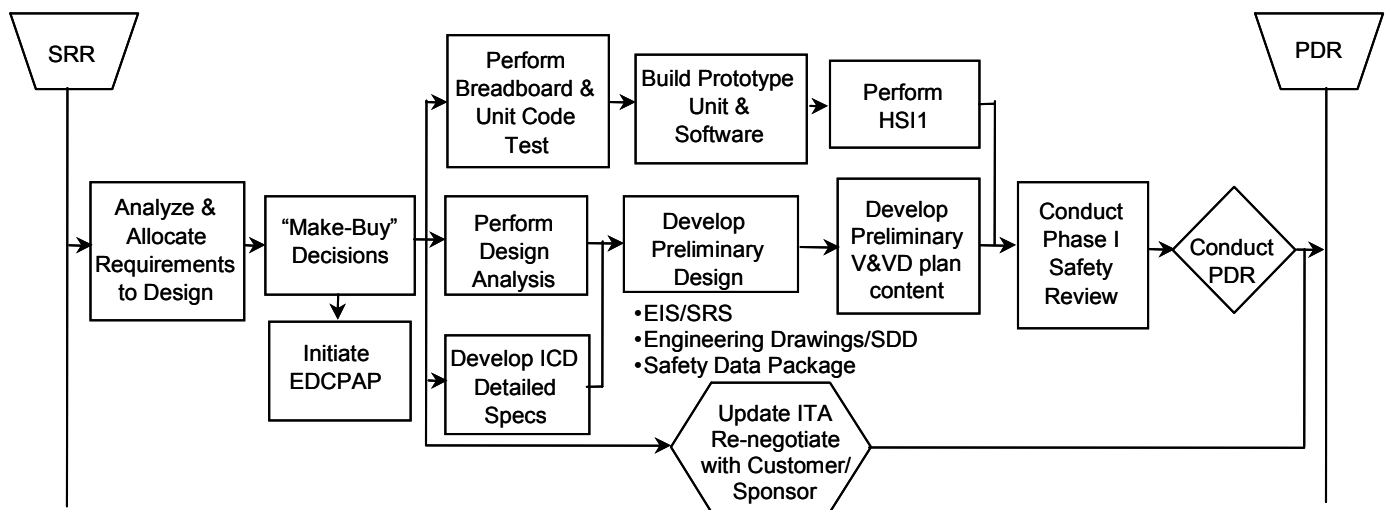 SRR
PDR
Perform
Breadboard &
Unit Code
Test
Build Prototype
Unit &
Software
Perform
HSI1
Analyze &
Allocate
Requirements
to Design
“Make-Buy”
Decisions
Perform
Design
Analysis
Develop
Preliminary
Design
Develop
Preliminary
V&VD plan
content
Conduct
Phase I
Safety
Review
Conduct
PDR
Initiate
EDCPAP
Develop ICD
Detailed
Specs
•EIS/SRS
•Engineering Drawings/SDD
•Safety Data Package
Update ITA
Re-negotiate
with Customer/
Sponsor